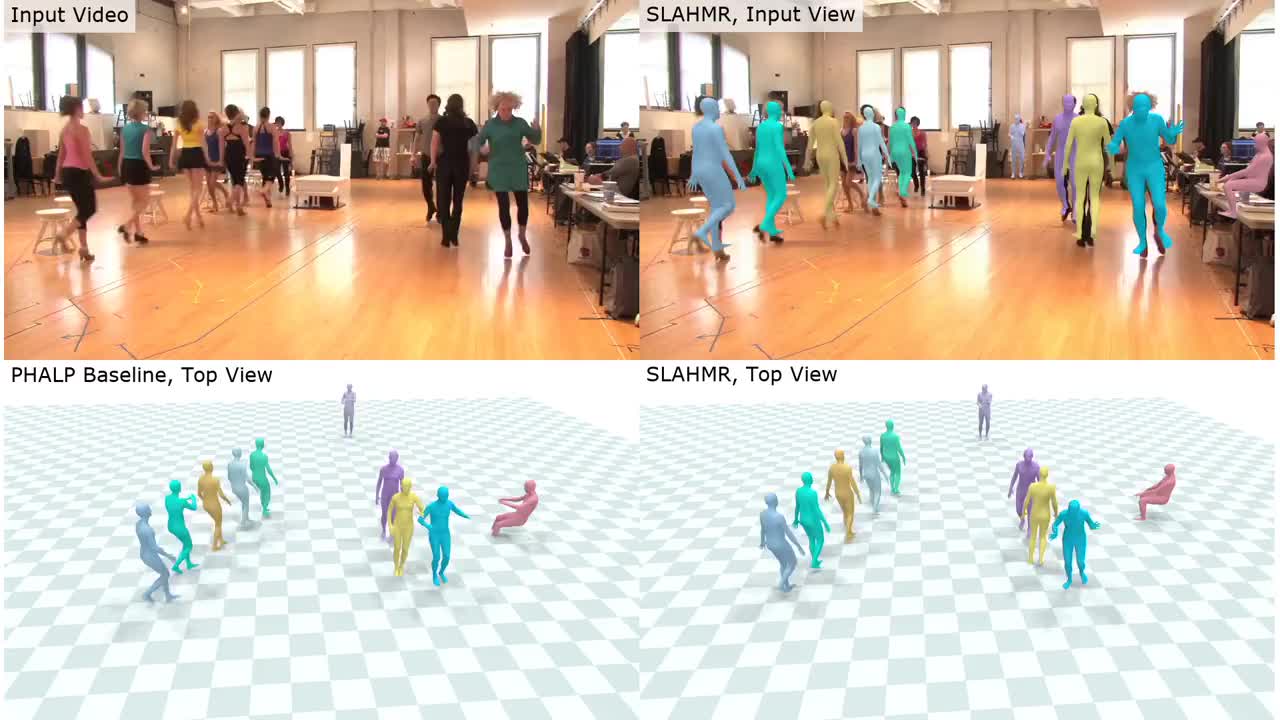 Input Video
SLAHMR, Input View
PHALP Baseline, Top View
SLAHMR, Top View